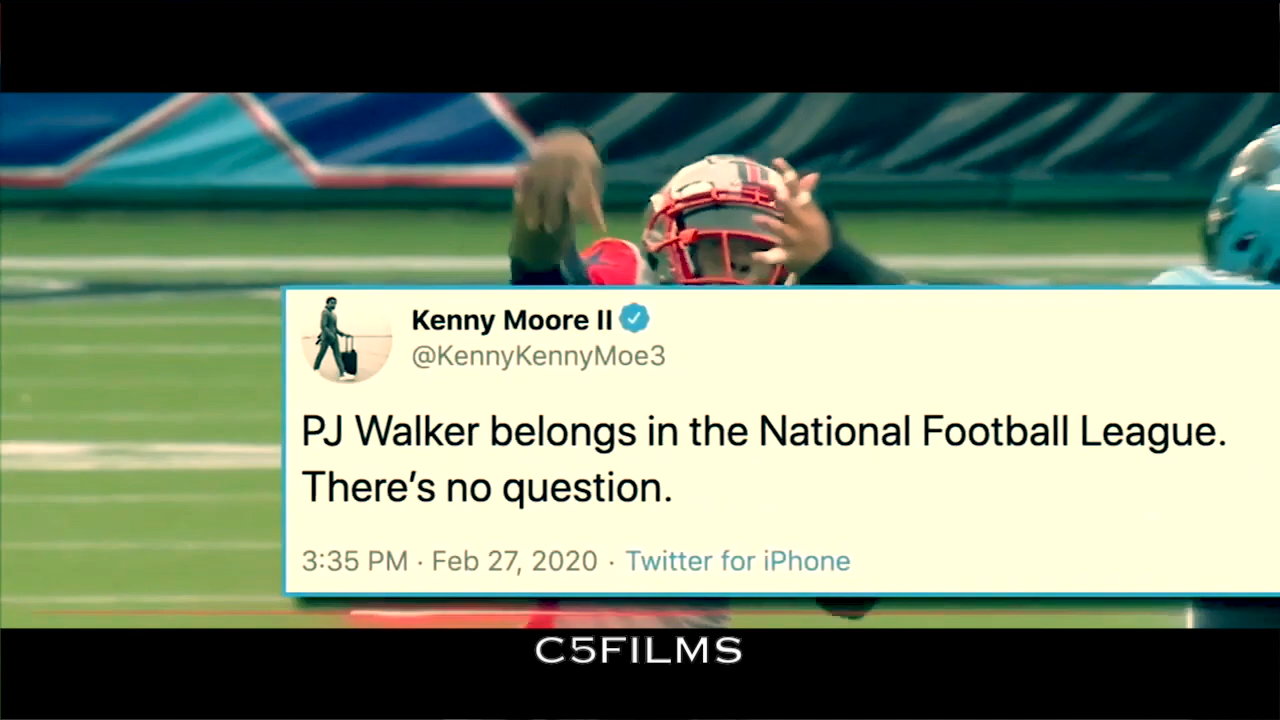 Kenny Moore II
@KennyKennyMoe3
PJ Walker belongs in the National Football League.
There’s no question.
3:35 PM · Feb 27, 2020 · Twitter for iPhone
C5FILMS